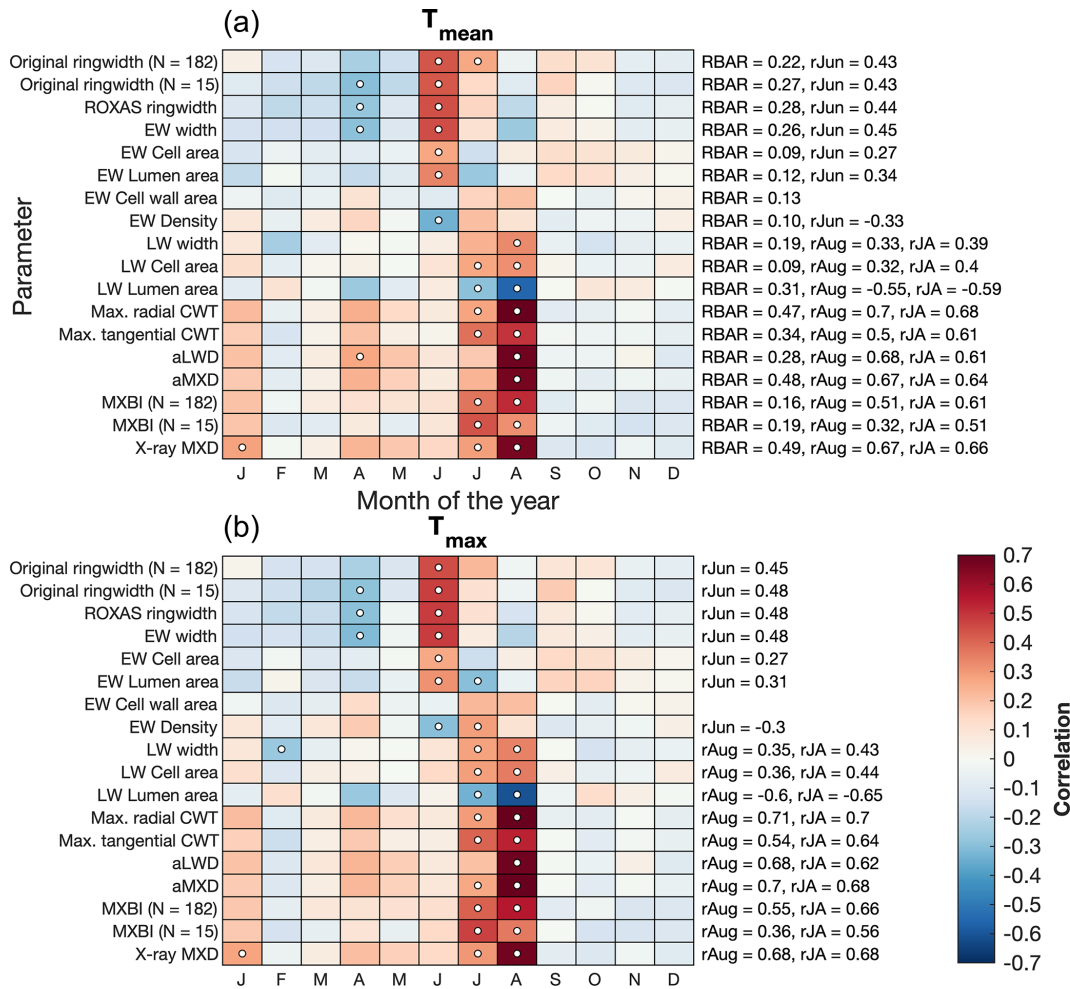 (a)
T mean
Original ringwidth (N = 182) RBAR = 0.22, rJun = 0.43
Original ringwidth (N = 15) RBAR = 0.27, rJun = 0.43
ROXAS ringwidth RBAR = 0.28, rJun = 0.44
EW width RBAR = 0.26, rJun = 0.45
EW Cell area RBAR = 0.09, rJun = 0.27
EW Lumen area RBAR = 0.12, rJun = 0.34
EW Cell wall area RBAR = 0.13
EW Density RBAR = 0.10, rJun = -0.33
LW width RBAR = 0.19, rAug = 0.33, rJA = 0.39
LW Cell area RBAR = 0.09, rAug = 0.32, rJA = 0.4
LW Lumen area RBAR = 0.31, rAug = -0.55, rJA = -0.59
Max. radial CWT RBAR = 0.47, rAug = 0.7, rJA = 0.68
Max. tangential CWT RBAR = 0.34, rAug = 0.5, rJA = 0.61
aLWD RBAR = 0.28, rAug = 0.68, rJA = 0.61
aMXD RBAR = 0.48, rAug = 0.67, rJA = 0.64
MXBI (N = 182) RBAR = 0.16, rAug = 0.51, rJA = 0.61
MXBI (N = 15) RBAR = 0.19, rAug = 0.32, rJA = 0.51
X-ray MXD RBAR = 0.49, rAug = 0.67, rJA = 0.66
J F M A M J J A S O N D
Parameter
Month of the year
(b)
T max
Original ringwidth (N = 182) rJun = 0.45
Original ringwidth (N = 15) rJun = 0.48
ROXAS ringwidth rJun = 0.48
EW width rJun = 0.48
EW Cell area rJun = 0.27
EW Lumen area rJun = 0.31
EW Cell wall area
EW Density rJun = -0.3
LW width rAug = 0.35, rJA = 0.43
LW Cell area rAug = 0.36, rJA = 0.44
LW Lumen area rAug = -0.6, rJA = -0.65
Max. radial CWT rAug = 0.71, rJA = 0.7
Max. tangential CWT rAug = 0.54, rJA = 0.64
aLWD rAug = 0.68, rJA = 0.62
aMXD rAug = 0.7, rJA = 0.68
MXBI (N = 182) rAug = 0.55, rJA = 0.66
MXBI (N = 15) rAug = 0.36, rJA = 0.56
X-ray MXD rAug = 0.68, rJA = 0.68
J F M A M J J A S O N D
0.7
0.6
0.5
0.4
0.3
0.2
0.1
0
-0.1
-0.2
-0.3
-0.4
-0.5
-0.6
-0.7
Correlation